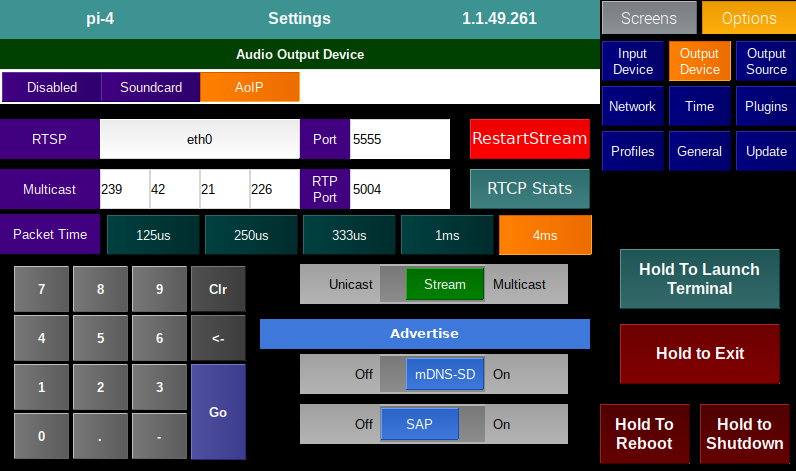 pi-4 Settings 1.1.49.261
Screens Options
Audio Output Device
Disabled Soundcard AoIP
Input Device
Output Device
Output Source
Network Time Plugins
Profiles General Update
RTSP eth0 Port 5555 RestartStream
Multicast 239 42 21 226 RTP Port 5004 RTCP Stats
Packet Time 125us 250us 333us 1ms 4ms
7 8 9 Clr
4 5 6 <-
1 2 3 Go
0 . -
Unicast Stream Multicast
Advertise
Off mDNS-SD On
Off SAP On
Hold To Launch
Terminal
Hold to Exit
Hold To
Reboot
Hold to
Shutdown